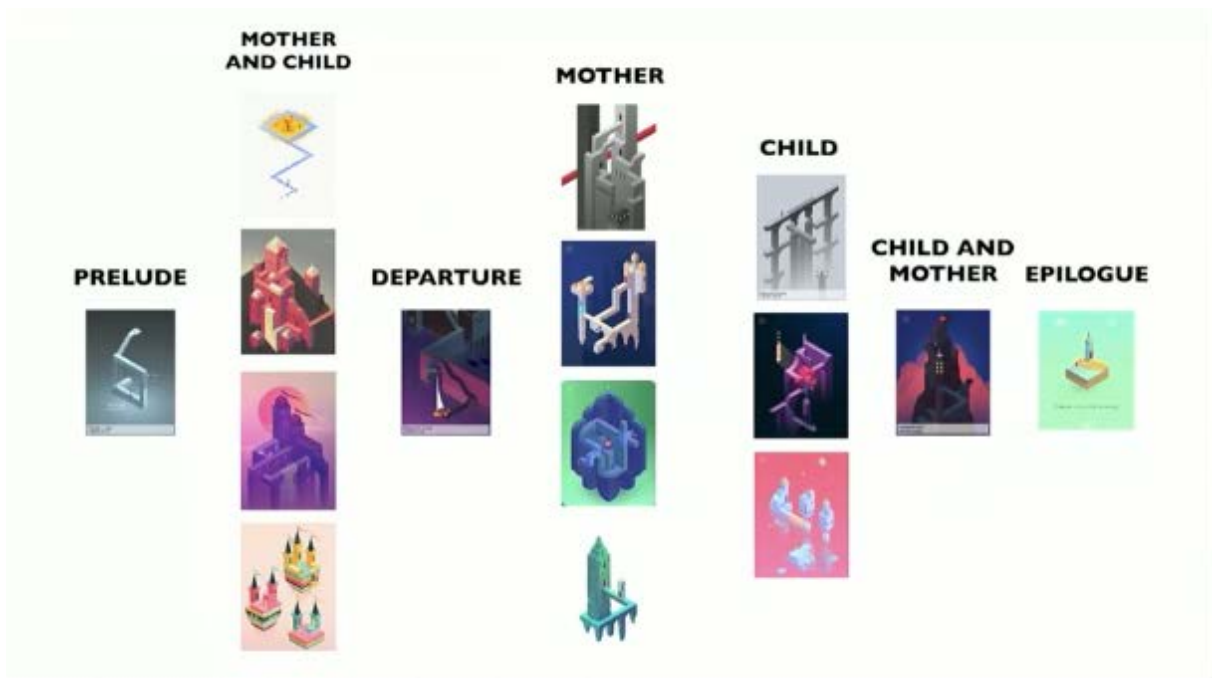 MOTHER
AND CHILD
MOTHER
CHILD
CHILD AND
MOTHER
PRELUDE
DEPARTURE
EPILOGUE